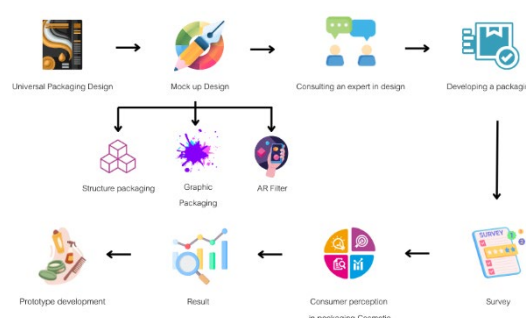 Universal Packaging Design
Mock up Design
Consulting an expert in design
Developing a packagin
Structure packaging
Graphic
Packaging
AR Filter
SURVEY
Prototype development
Result
Consumer perception
in packaging Cosmetic
Survey